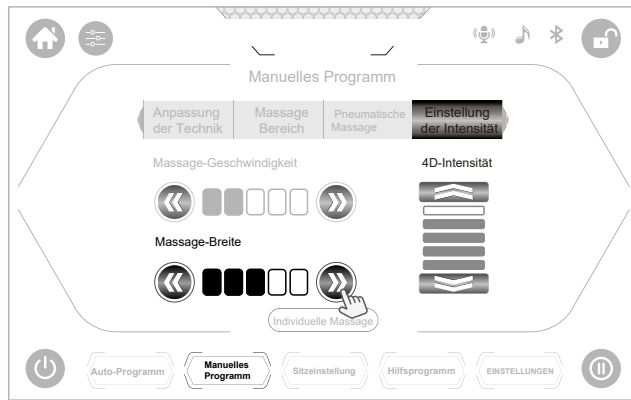 Manuelles Programm
Anpassung
der Technik
Massage
Bereich
Pneumatische
Massage
Einstellung
der Intensität
Massage-Geschwindigkeit
4D-Intensität
Massage-Breite
Individuelle Massage
Auto-Programm
Manuelles
Programm
Sitzeinstellung
Hilfsprogramm
EINSTELLUNGEN